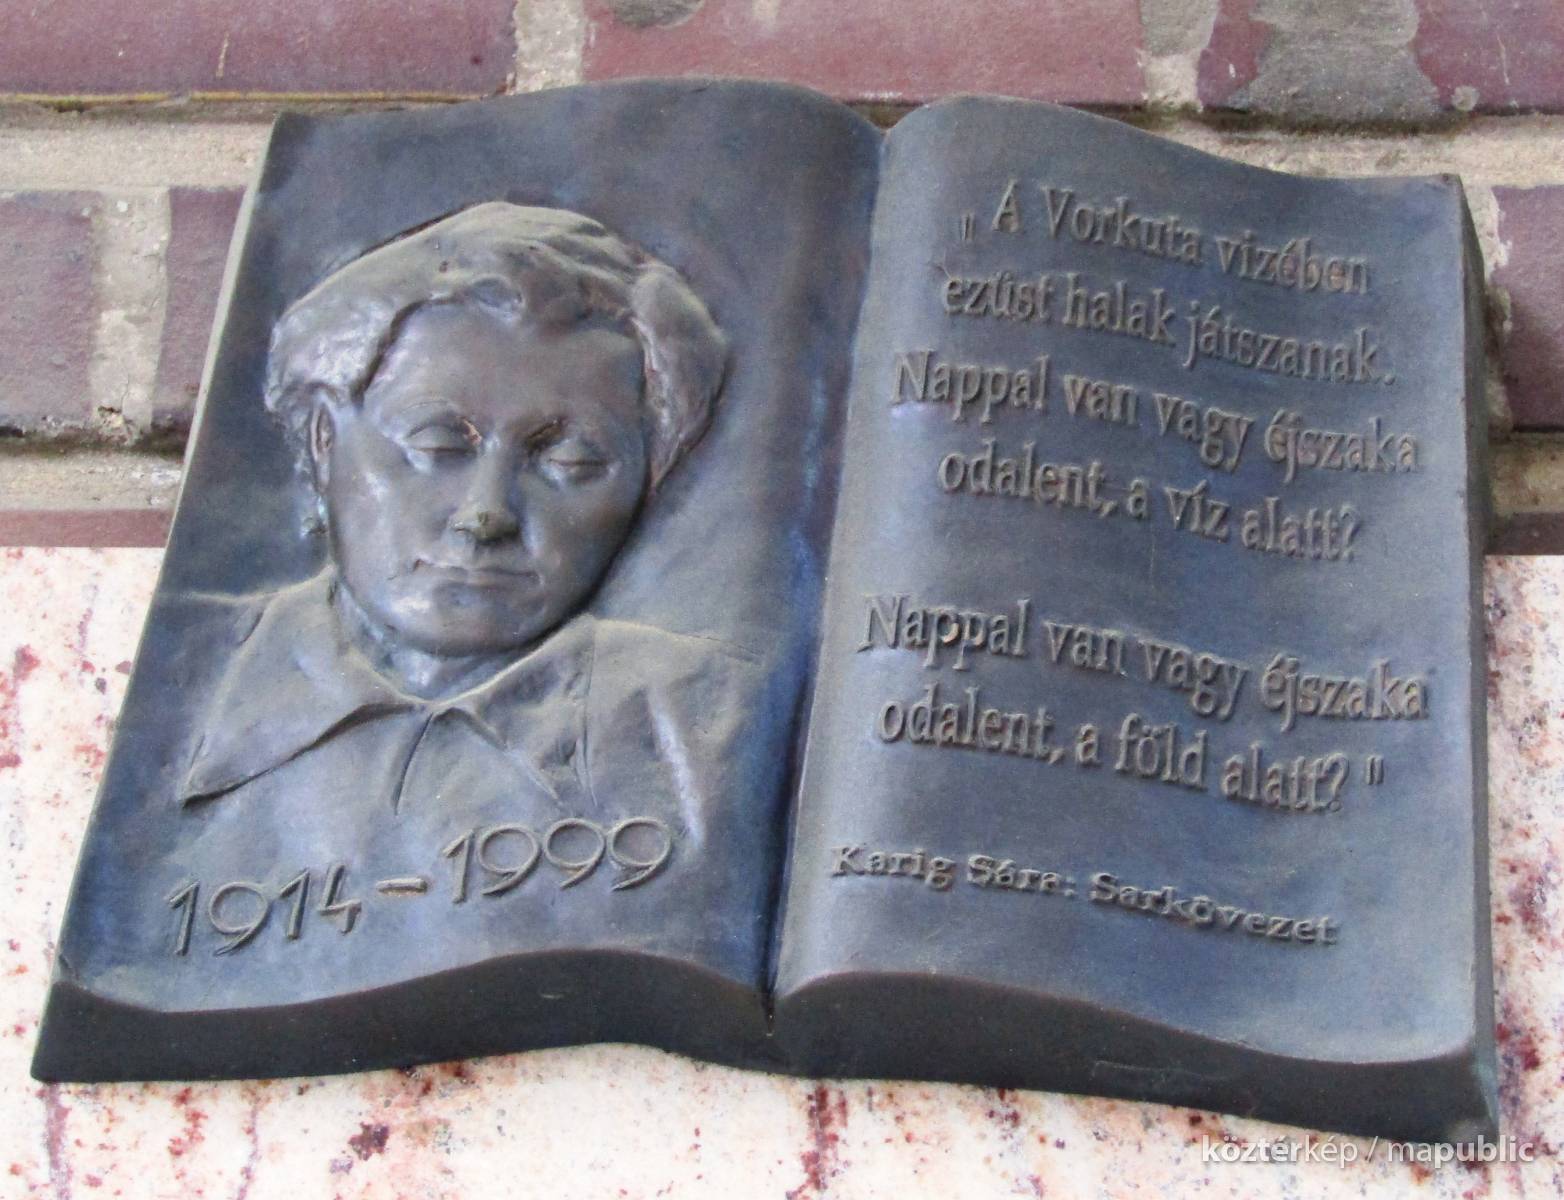 1914-1999
"A Vorkuta vizében
ezüst halak játszanak.
Nappal van vagy éjszaka
odalent, a víz alatt?
Nappal van vagy éjszaka
odalent, a föld alatt?"
Karig Sára: Sarkövezet
köztérkép / mapublic